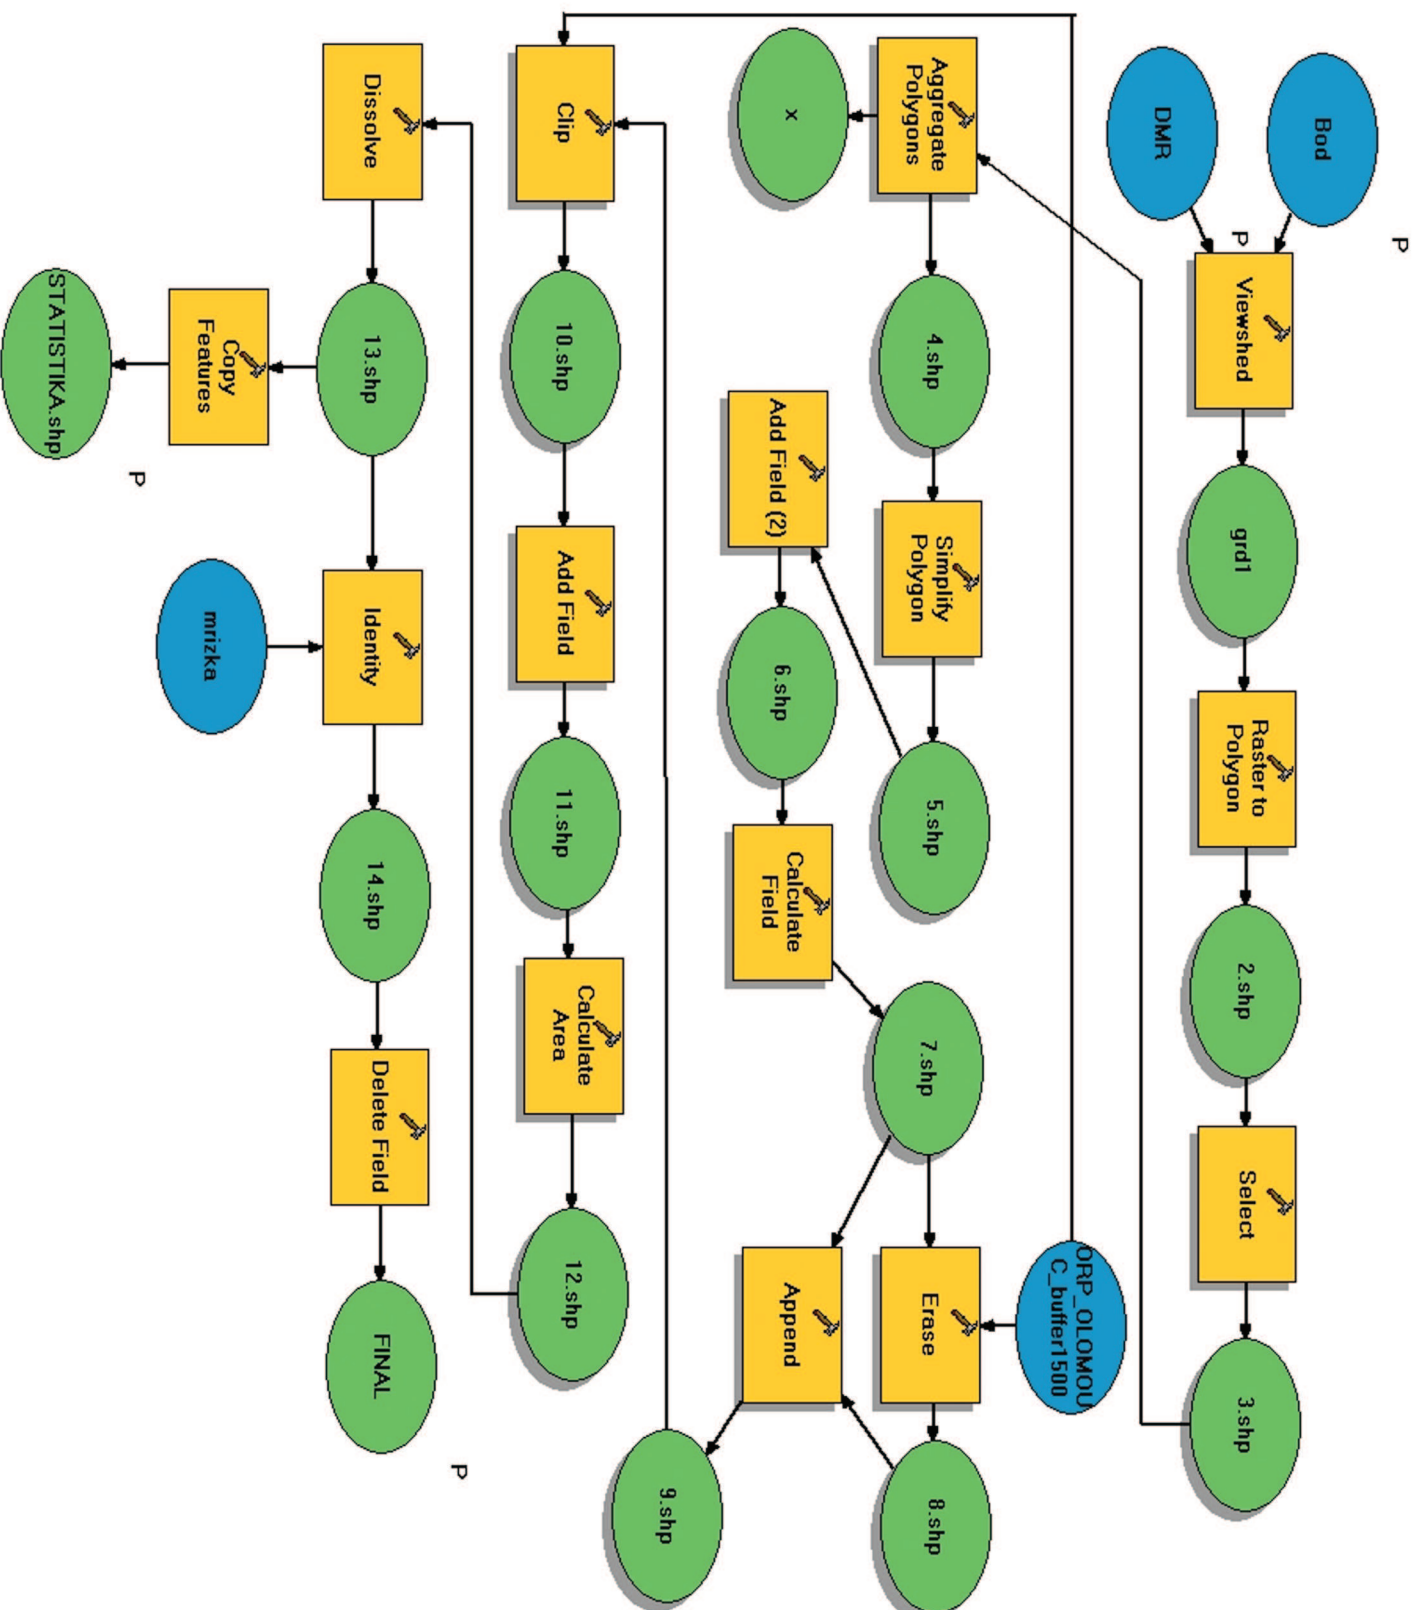 P
Bod
P
DMR
Viewshed
grd1
Raster to
Polygon
2.shp
Select
3.shp
ORP_OLOMOU
C_buffer1500
Aggregate
Polygons
4.shp
Simplify
Polygon
5.shp
7.shp
Erase
8.shp
x
Add Field (2)
6.shp
Calculate
Field
Append
9.shp
Clip
10.shp
Add Field
11.shp
Calculate
Area
12.shp
Dissolve
13.shp
Identity
14.shp
Delete Field
FINAL
P
Copy
Features
mrizka
STATISTIKA.shp
P